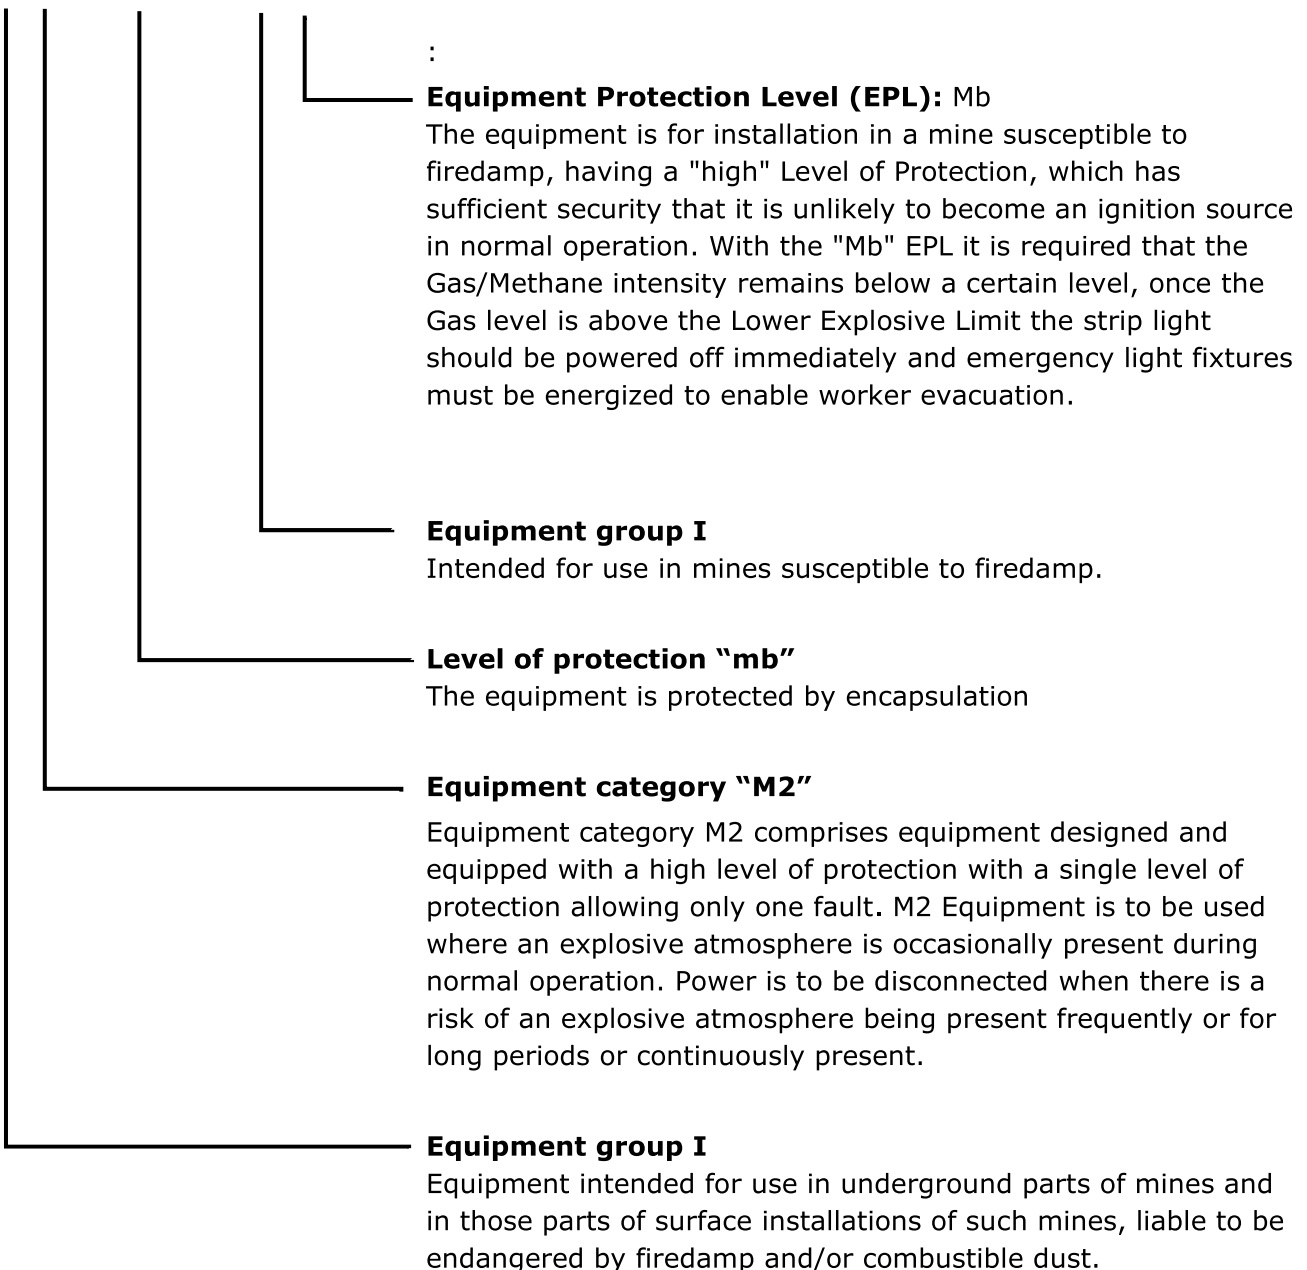 :
Equipment Protection Level (EPL): Mb
The equipment is for installation in a mine susceptible to
firedamp, having a "high" Level of Protection, which has
sufficient security that it is unlikely to become an ignition source
in normal operation. With the "Mb" EPL it is required that the
Gas/Methane intensity remains below a certain level, once the
Gas level is above the Lower Explosive Limit the strip light
should be powered off immediately and emergency light fixtures
must be energized to enable worker evacuation.
Equipment group I
Intended for use in mines susceptible to firedamp.
Level of protection “mb”
The equipment is protected by encapsulation
Equipment category “M2”
Equipment category M2 comprises equipment designed and
equipped with a high level of protection with a single level of
protection allowing only one fault. M2 Equipment is to be used
where an explosive atmosphere is occasionally present during
normal operation. Power is to be disconnected when there is a
risk of an explosive atmosphere being present frequently or for
long periods or continuously present.
Equipment group I
Equipment intended for use in underground parts of mines and
in those parts of surface installations of such mines, liable to be
endangered by firedamp and/or combustible dust.